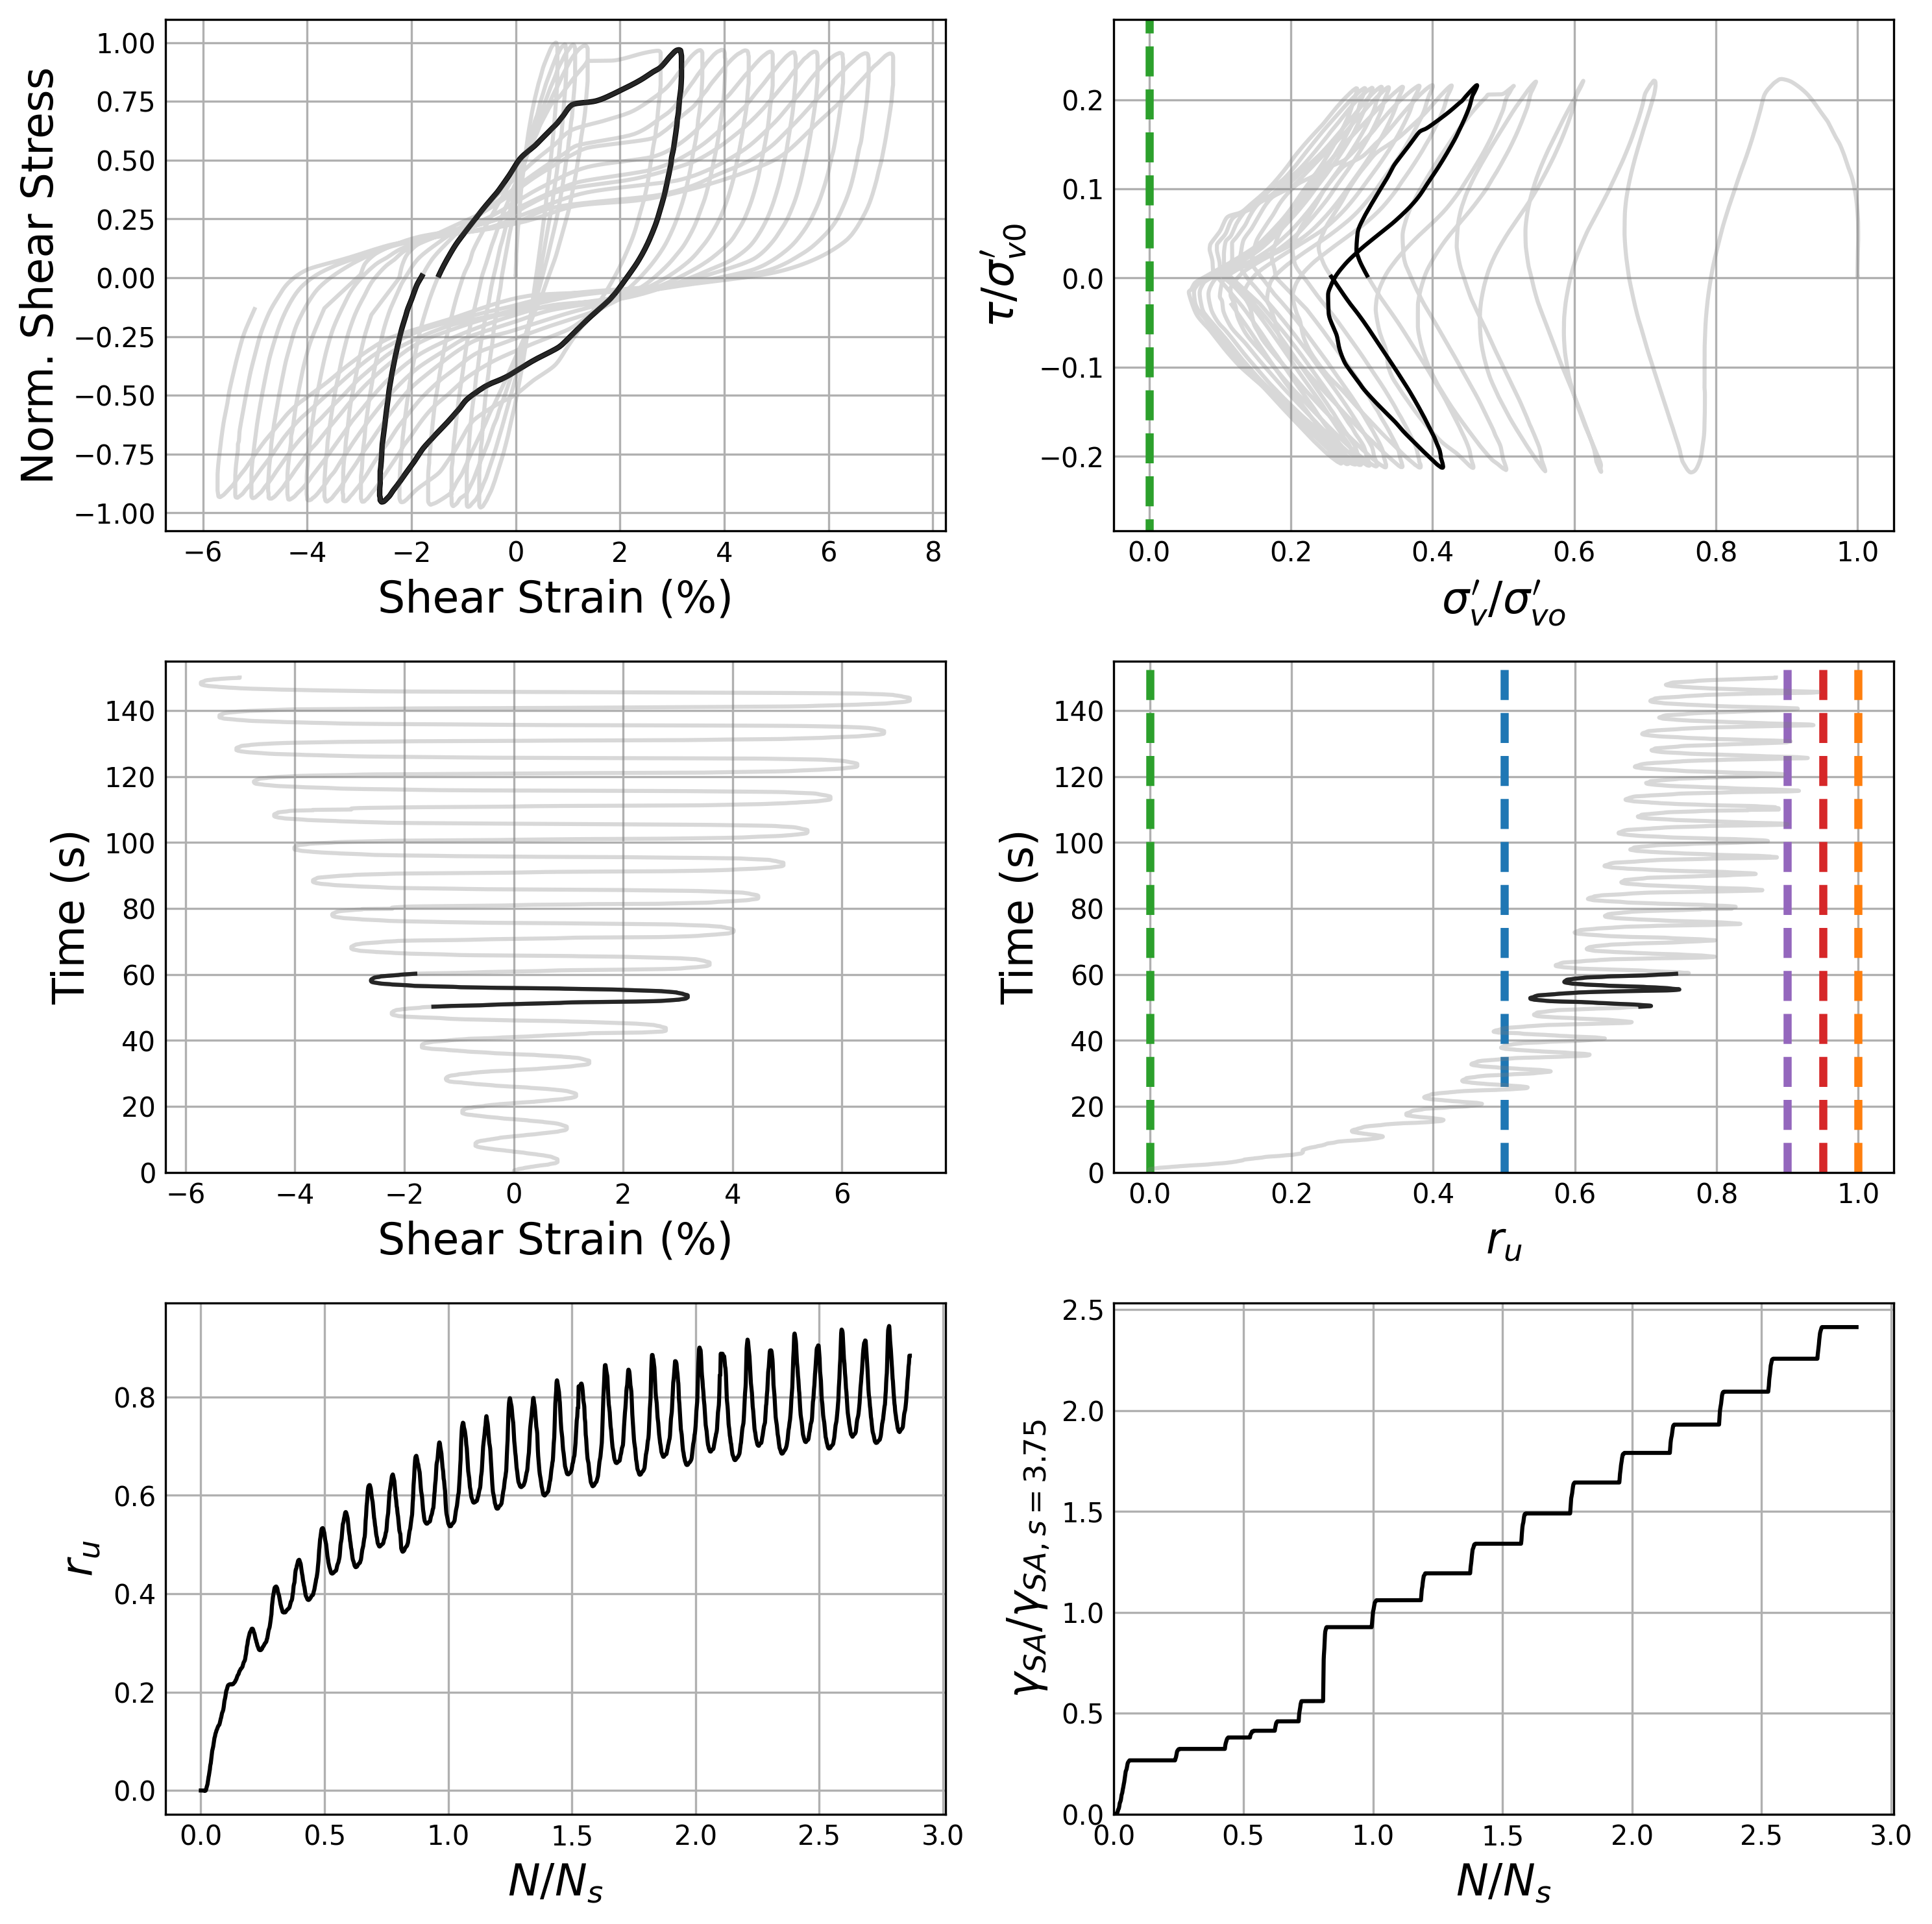 1.00
0.75
0.50
0.25
0.00
−0.25
−0.50
−0.75
−1.00
Norm. Shear Stress
−6 −4 −2 0 2 4 6 8
Shear Strain (%)
0.2
0.1
0.0
−0.1
−0.2
τ/σ′v0
0.0 0.2 0.4 0.6 0.8 1.0
σ′v/σ′vo
140
120
100
80
60
40
20
0
Time (s)
−6 −4 −2 0 2 4 6
Shear Strain (%)
140
120
100
80
60
40
20
0
Time (s)
0.0 0.2 0.4 0.6 0.8 1.0
ru
0.8
0.6
0.4
0.2
0.0
ru
0.0 0.5 1.0 1.5 2.0 2.5 3.0
N/Ns
2.5
2.0
1.5
1.0
0.5
0.0
γSA/γSA, s = 3.75
0.0 0.5 1.0 1.5 2.0 2.5 3.0
N/Ns